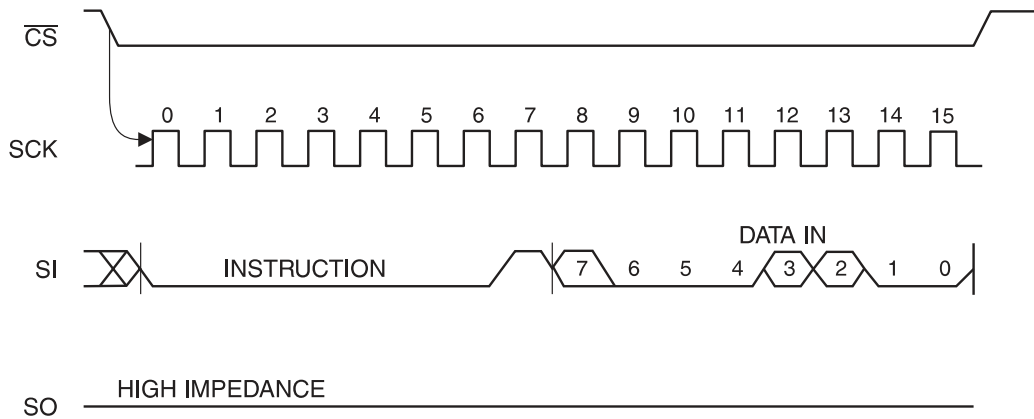 CS
0 1 2 3 4 5 6 7 8 9 10 11 12 13 14 15
SCK
DATA IN
SI INSTRUCTION 7 6 5 4 3 2 1 0
HIGH IMPEDANCE
SO